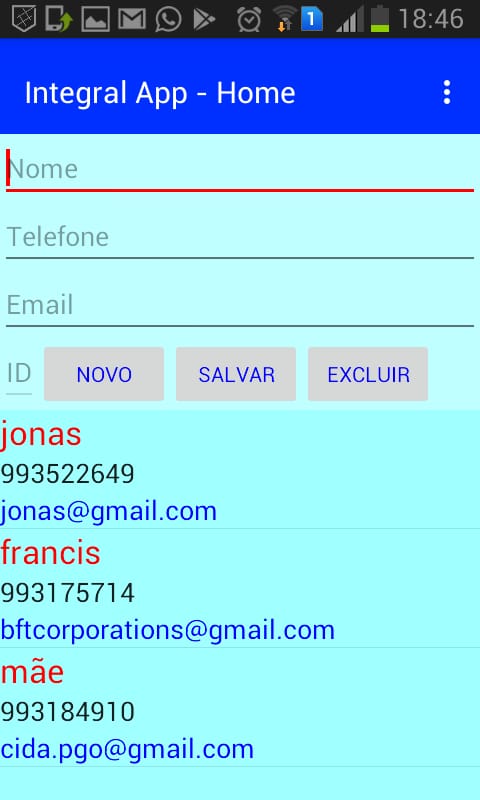 1 18:46
Integral App - Home
Nome
Telefone
Email
ID NOVO SALVAR EXCLUIR
jonas
993522649
jonas@gmail.com
francis
993175714
bftcorporations@gmail.com
mãe
993184910
cida.pgo@gmail.com